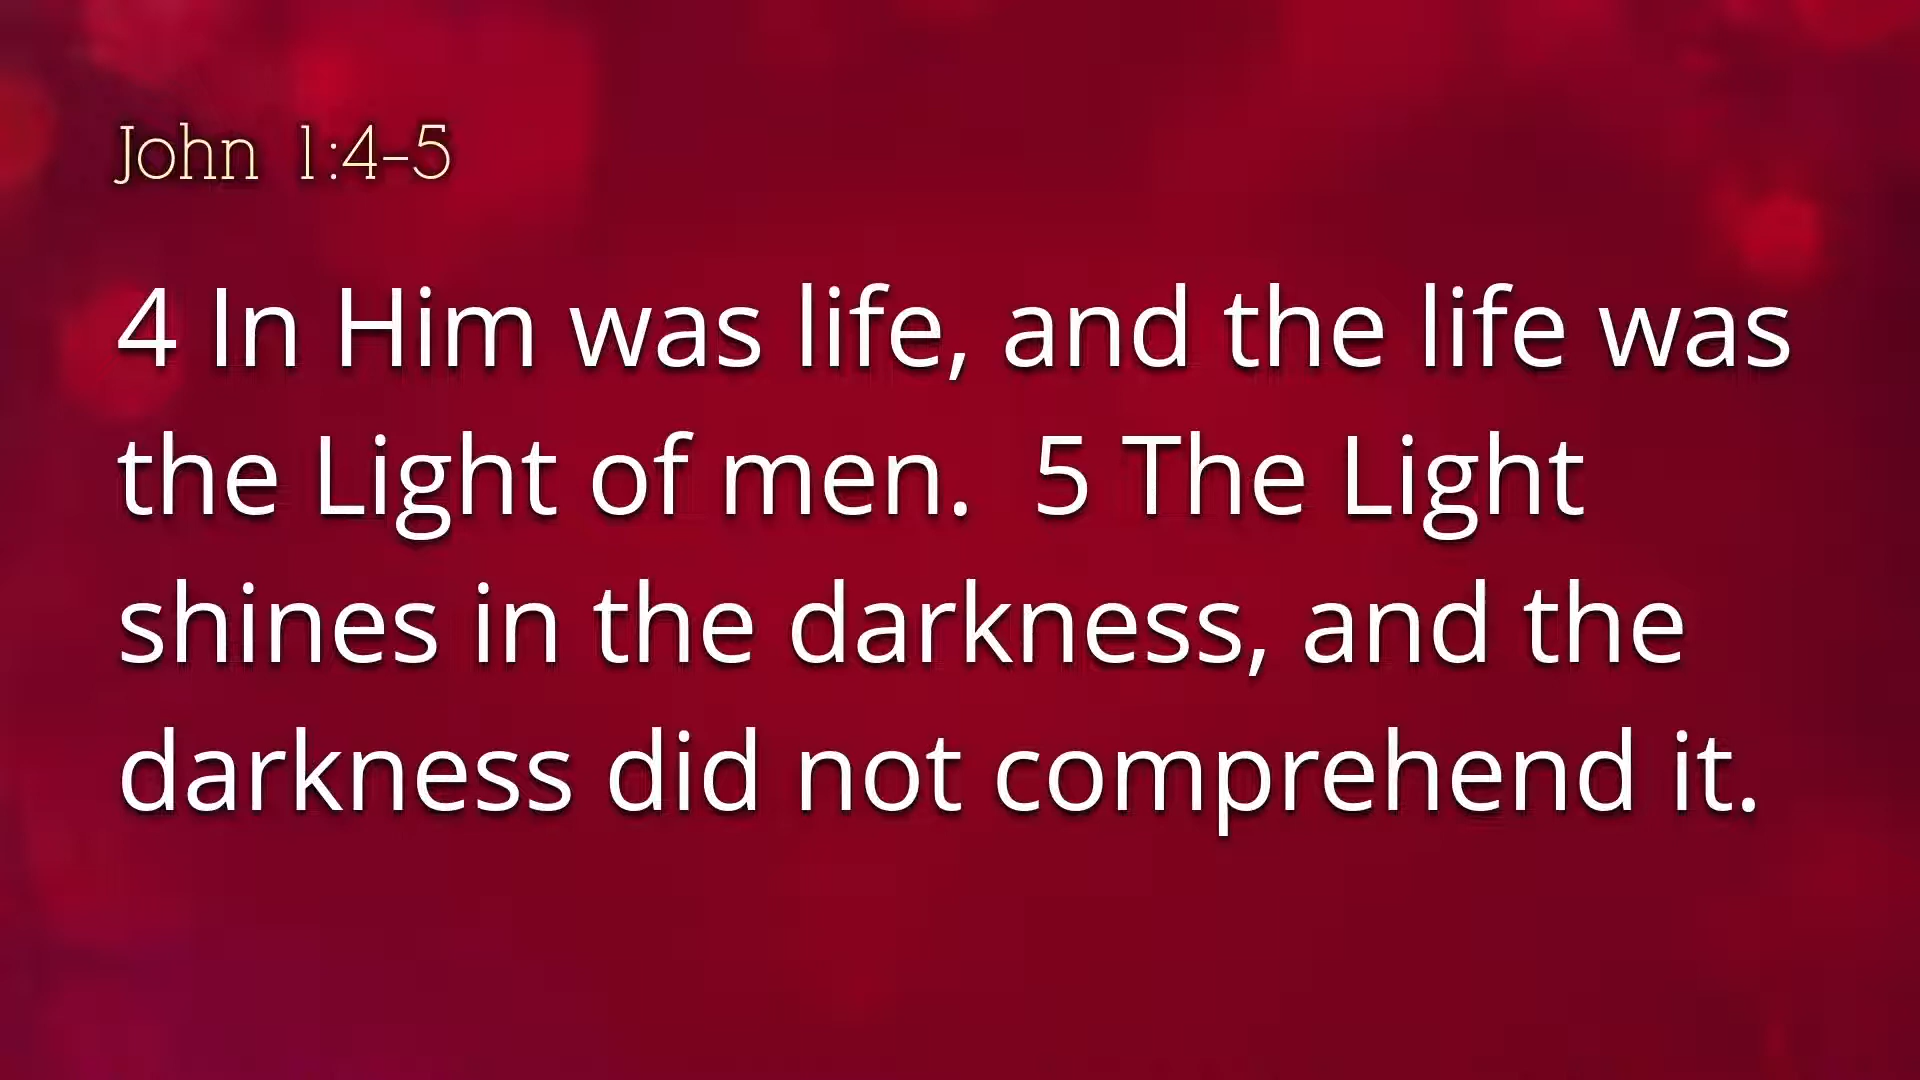 John 1:4–5
4 In Him was life, and the life was
the Light of men.  5 The Light
shines in the darkness, and the
darkness did not comprehend it.